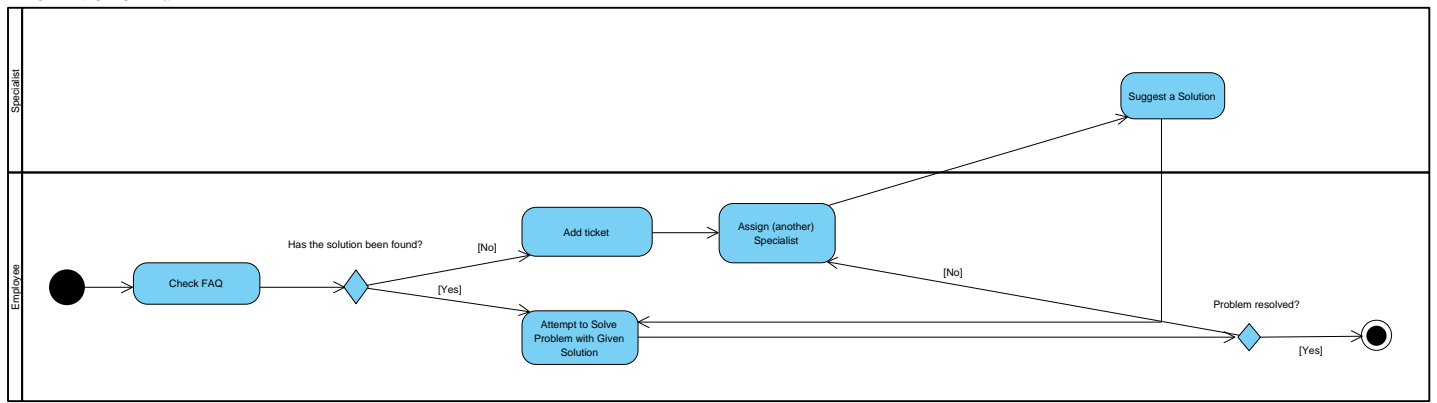 Specialist
Suggest a Solution
Employee
Check FAQ
Has the solution been found?
[No]
[Yes]
Add ticket
Assign (another)
Specialist
Attempt to Solve
Problem with Given
Solution
[No]
Problem resolved?
[Yes]